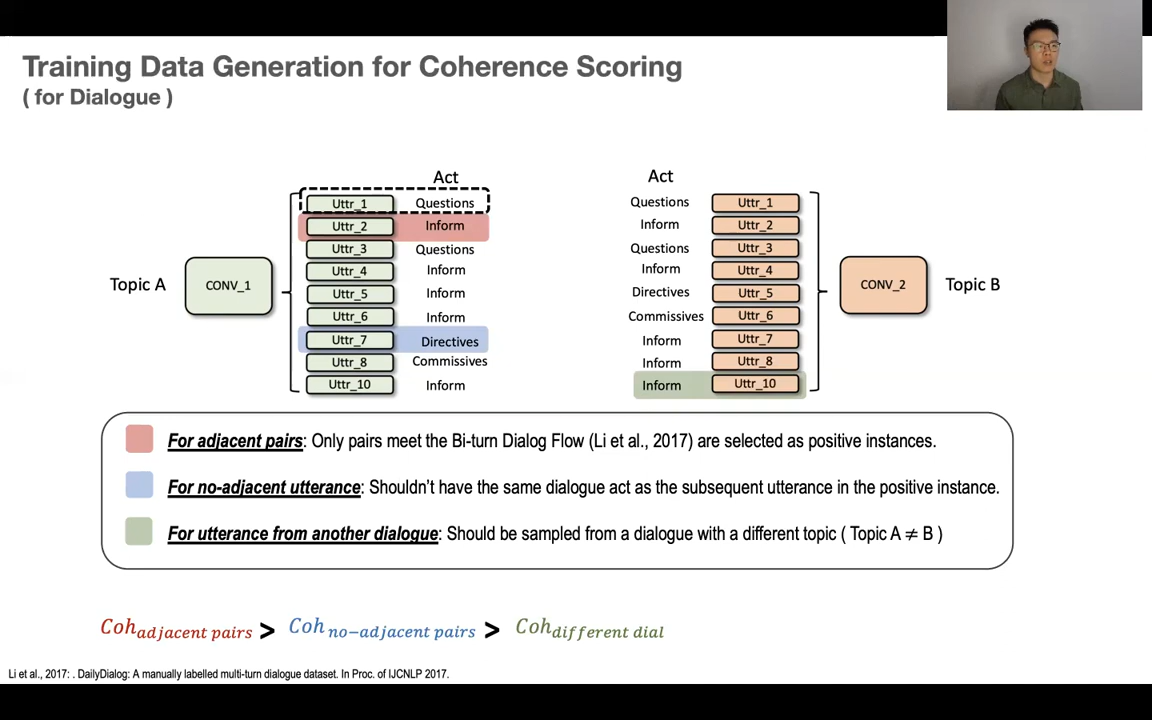 Training Data Generation for Coherence Scoring
( for Dialogue )
Act
Act
Uttr_1 Questions
Uttr_2 Inform
Uttr_3 Questions
Uttr_4 Inform
Uttr_5 Inform
Uttr_6 Inform
Uttr_7 Directives
Uttr_8 Commissives
Uttr_10 Inform
Topic A
CONV_1
Questions Uttr_1
Inform Uttr_2
Questions Uttr_3
Inform Uttr_4
Directives Uttr_5
Commissives Uttr_6
Inform Uttr_7
Inform Uttr_8
Inform Uttr_10
CONV_2
Topic B
For adjacent pairs: Only pairs meet the Bi-turn Dialog Flow (Li et al., 2017) are selected as positive instances.
For no-adjacent utterance: Shouldn't have the same dialogue act as the subsequent utterance in the positive instance.
For utterance from another dialogue: Should be sampled from a dialogue with a different topic ( Topic A ≠ B )
Coh adjacent pairs > Coh no−adjacent pairs > Coh different dial
Li et al., 2017: . DailyDialog: A manually labelled multi-turn dialogue dataset. In Proc. of IJCNLP 2017.